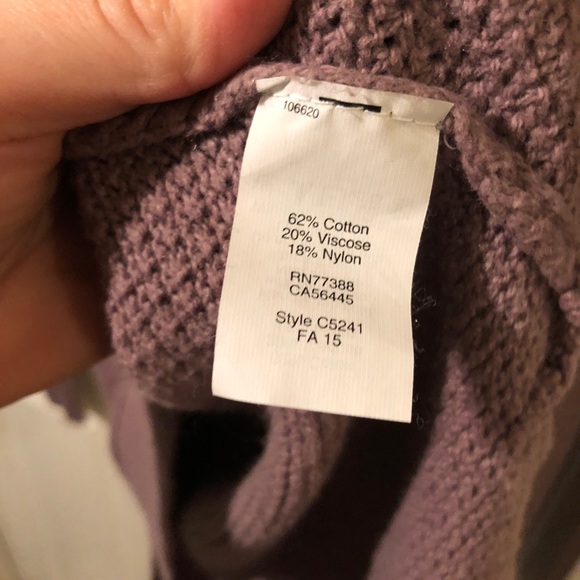 106620
62% Cotton
20% Viscose
18% Nylon
RN77388
CA56445
Style C5241
FA 15